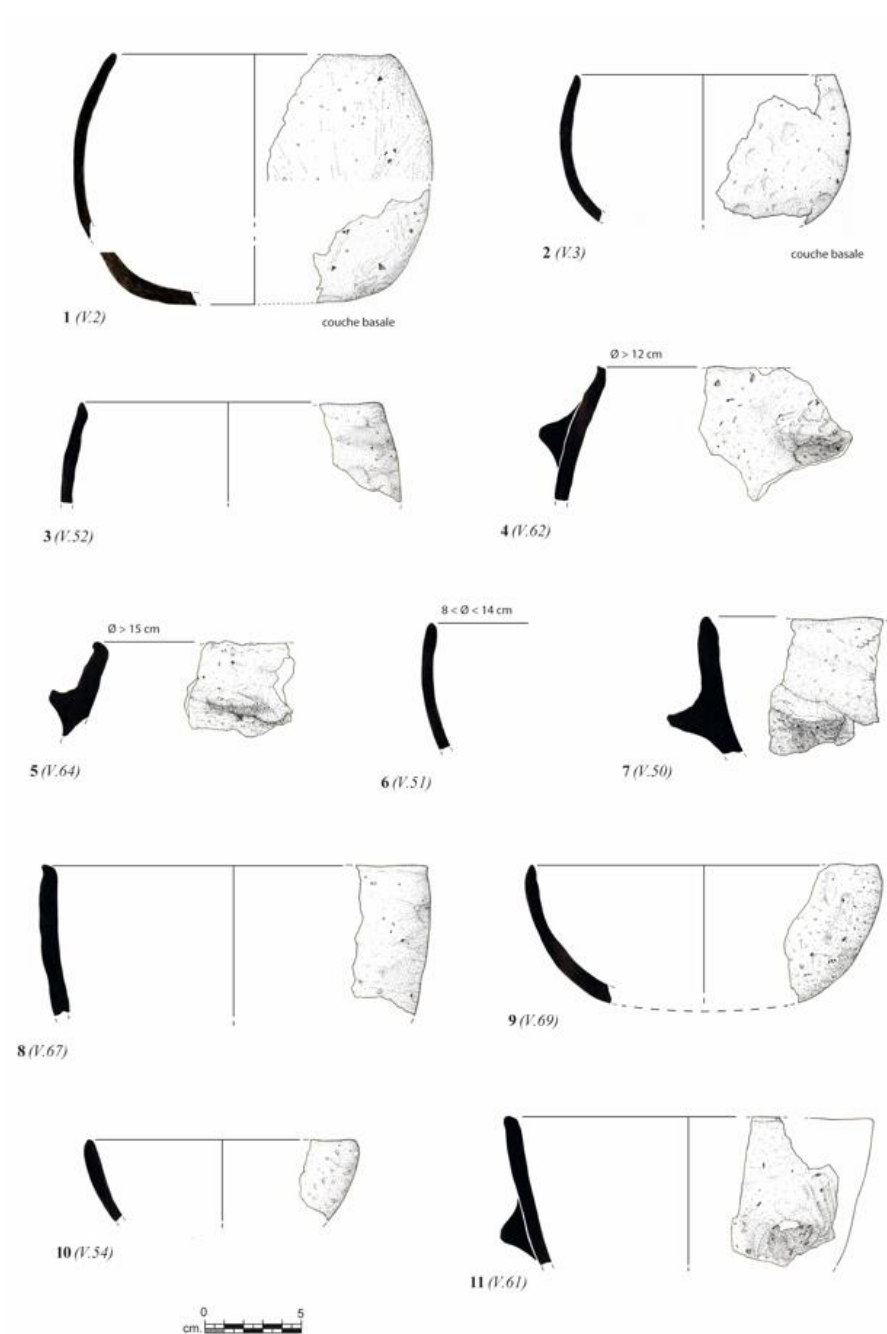 1 (V.2)
couche basale
2 (V.3)
couche basale
3 (V.52)
Ø > 12 cm
4 (V.62)
Ø > 15 cm
5 (V.64)
8 < Ø < 14 cm
6 (V.51)
7 (V.50)
8 (V.67)
9 (V.69)
10 (V.54)
11 (V.61)
0 5
cm.